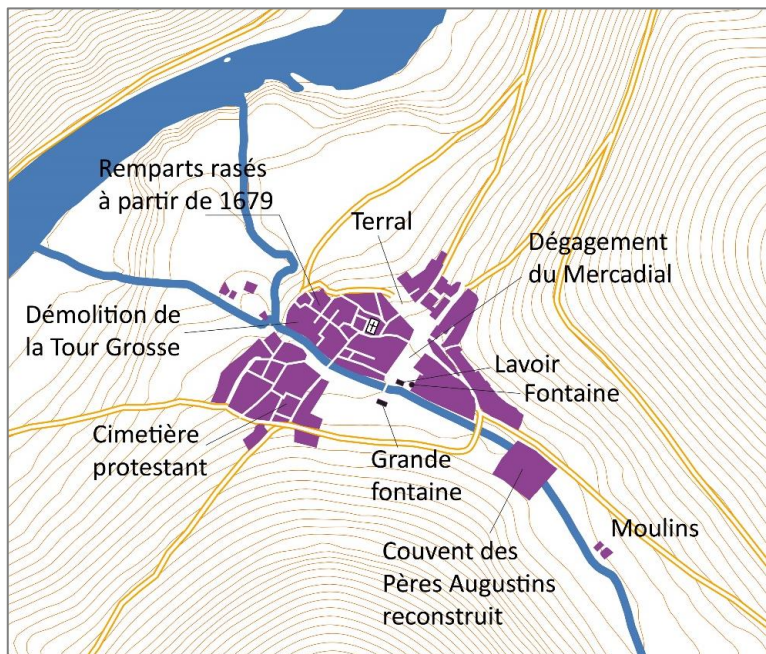 Remparts rasés
à partir de 1679
Terral
Dégagement
du Mercadial
Démolition de
la Tour Grosse
Lavoir
Fontaine
Cimetière
protestant
Grande
fontaine
Moulins
Couvent des
Pères Augustins
reconstruit